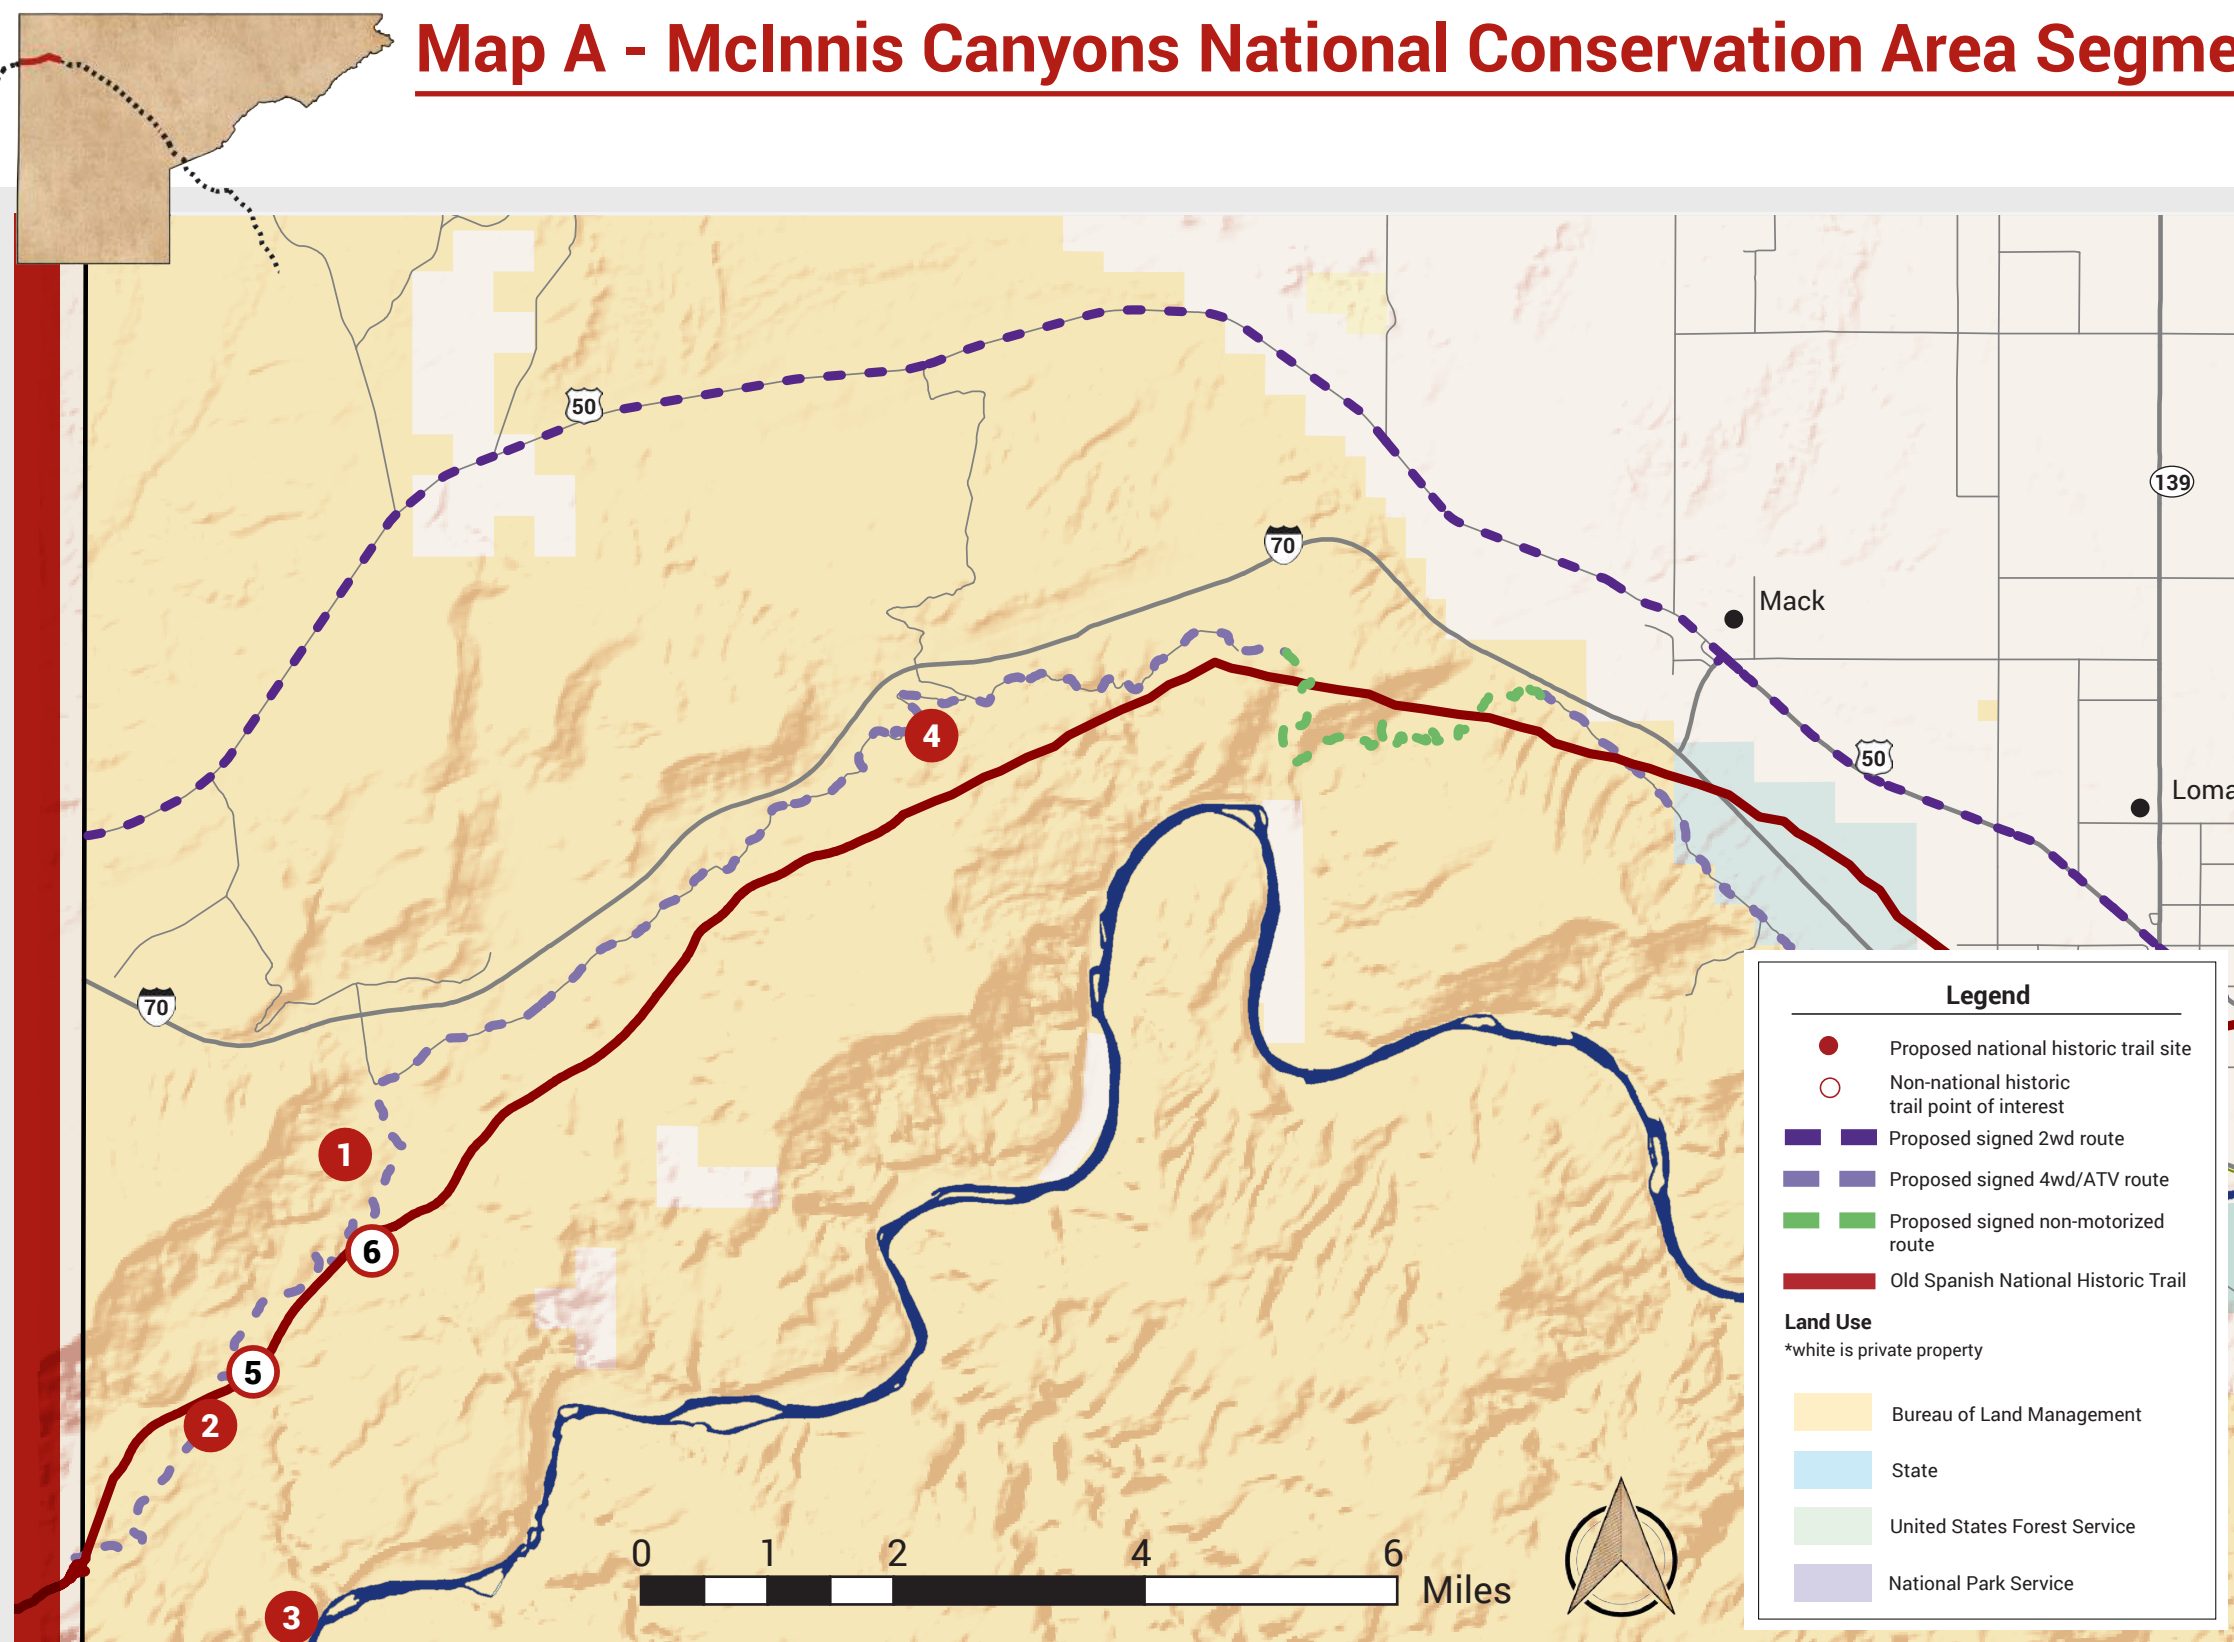 Map A - McInnis Canyons National Conservation Area Segme
50
139
70
Mack
4
50
Loma
70
1
6
5
2
3
0 1 2 4 6
Miles
Legend
Proposed national historic trail site
Non-national historic
trail point of interest
Proposed signed 2wd route
Proposed signed 4wd/ATV route
Proposed signed non-motorized
route
Old Spanish National Historic Trail
Land Use
*white is private property
Bureau of Land Management
State
United States Forest Service
National Park Service